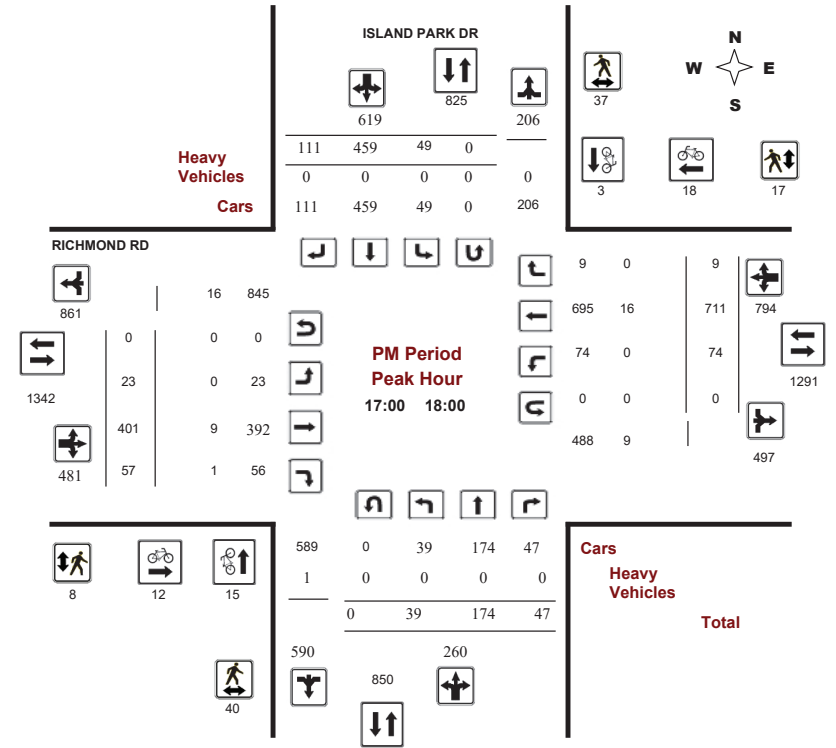 ISLAND PARK DR
N
W E
S
825
37
619 206
111 459 49 0
Heavy
Vehicles
0 0 0 0 0
3 18 17
Cars
111 459 49 0 206
RICHMOND RD
9 0 9
861
16 845
695 16 711 794
0 0 0
PM Period
Peak Hour
17:00 18:00
74 0 74
1342
23 0 23
1291
0 0 0
401 9 392
488 9
497
481
57 1 56
589 0 39 174 47
Cars
1 0 0 0 0
Heavy
Vehicles
8 12 15
0 39 174 47
Total
590 260
850
40